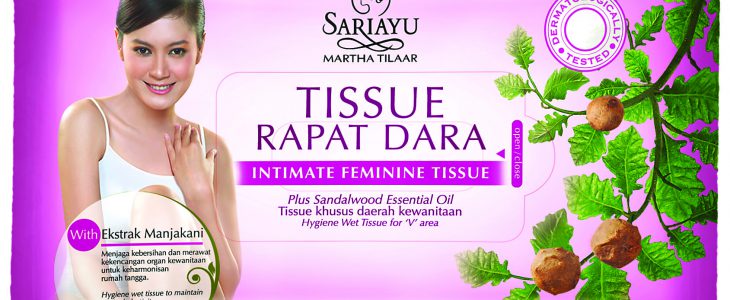 SARIAYU
MARTHA TILAAR
DERMATOLOGICALLY
TESTED
TISSUE
RAPAT DARA
INTIMATE FEMININE TISSUE
open / close
Plus Sandalwood Essential Oil
Tissue khusus daerah kewanitaan
Hygiene Wet Tissue for 'V' area
With Ekstrak Manjakani
Menjaga kebersihan dan merawat
kekencangan organ kewanitaan
untuk keharmonisan
rumah tangga.
Hygiene wet tissue to maintain